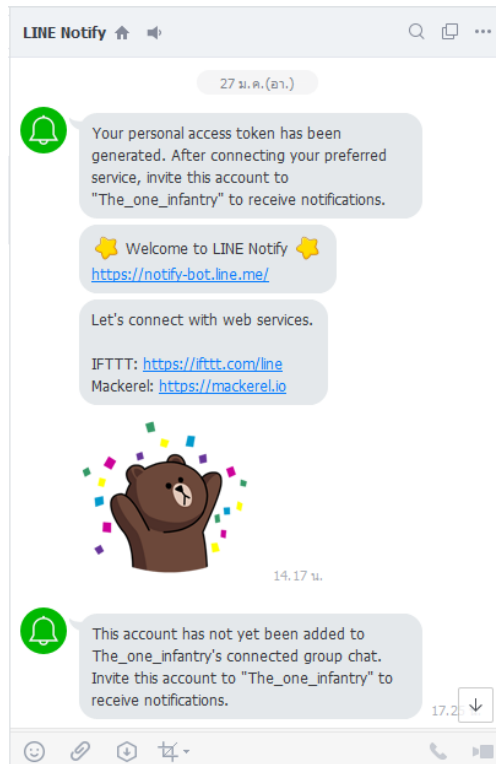 LINE Notify
27 ม.ค.(อา.)
Your personal access token has been
generated. After connecting your preferred
service, invite this account to
"The_one_infantry" to receive notifications.
Welcome to LINE Notify
https://notify-bot.line.me/
Let's connect with web services.
IFTTT: https://ifttt.com/line
Mackerel: https://mackerel.io
14.17 น.
This account has not yet been added to
The_one_infantry's connected group chat.
Invite this account to "The_one_infantry" to
receive notifications.